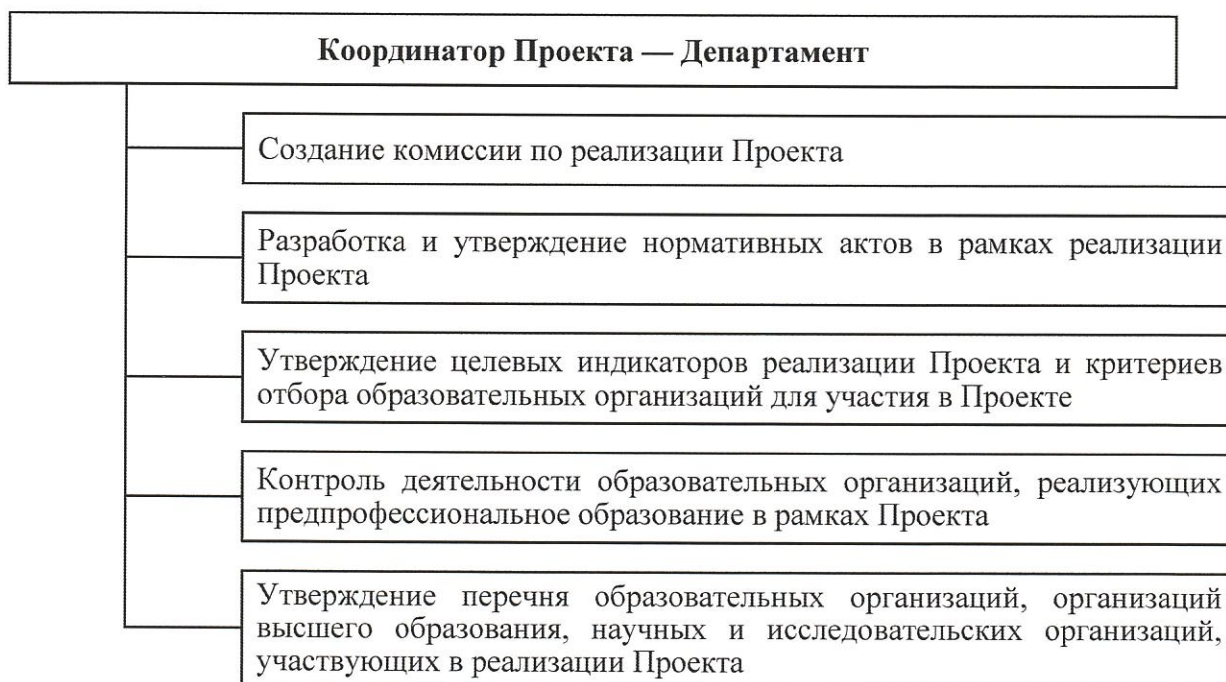 Координатор Проекта — Департамент
Создание комиссии по реализации Проекта
Разработка и утверждение нормативных актов в рамках реализации
Проекта
Утверждение целевых индикаторов реализации Проекта и критериев
отбора образовательных организаций для участия в Проекте
Контроль деятельности образовательных организаций, реализующих
предпрофессиональное образование в рамках Проекта
Утверждение перечня образовательных организаций, организаций
высшего образования, научных и исследовательских организаций,
участвующих в реализации Проекта